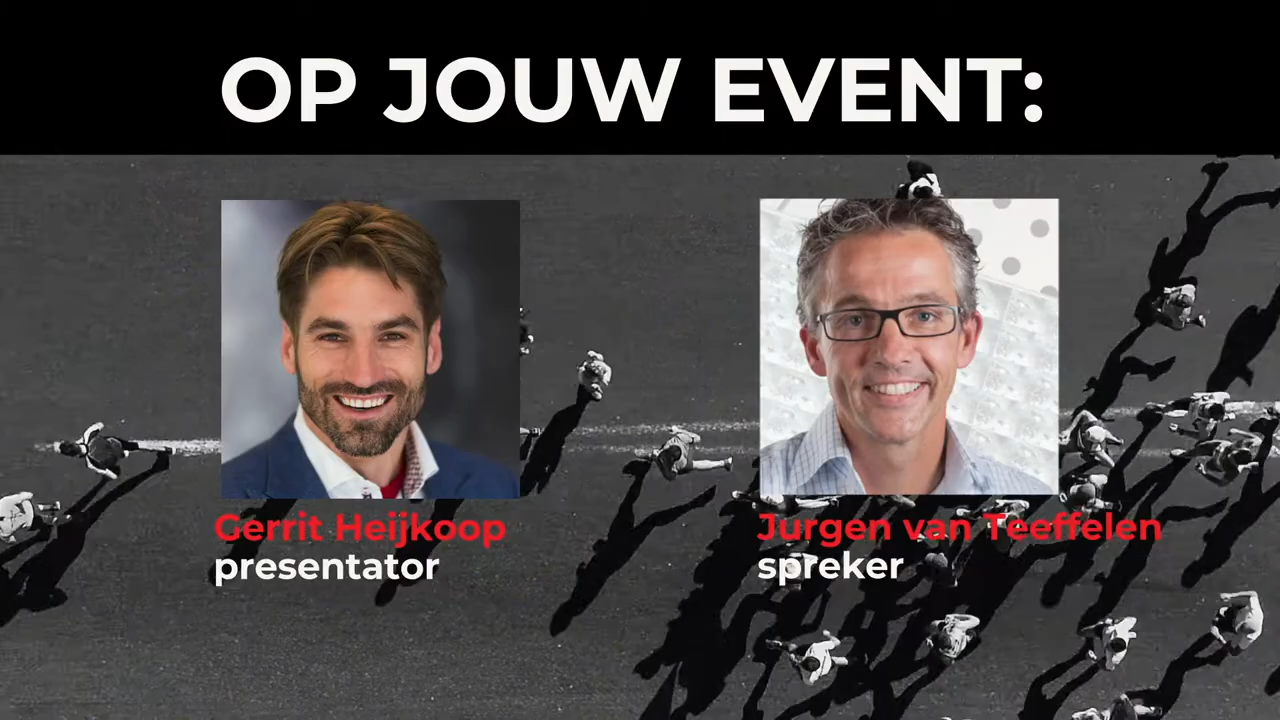 OP JOUW EVENT:
Gerrit Heijkoop
presentator
Jurgen van Teeffelen
spreker